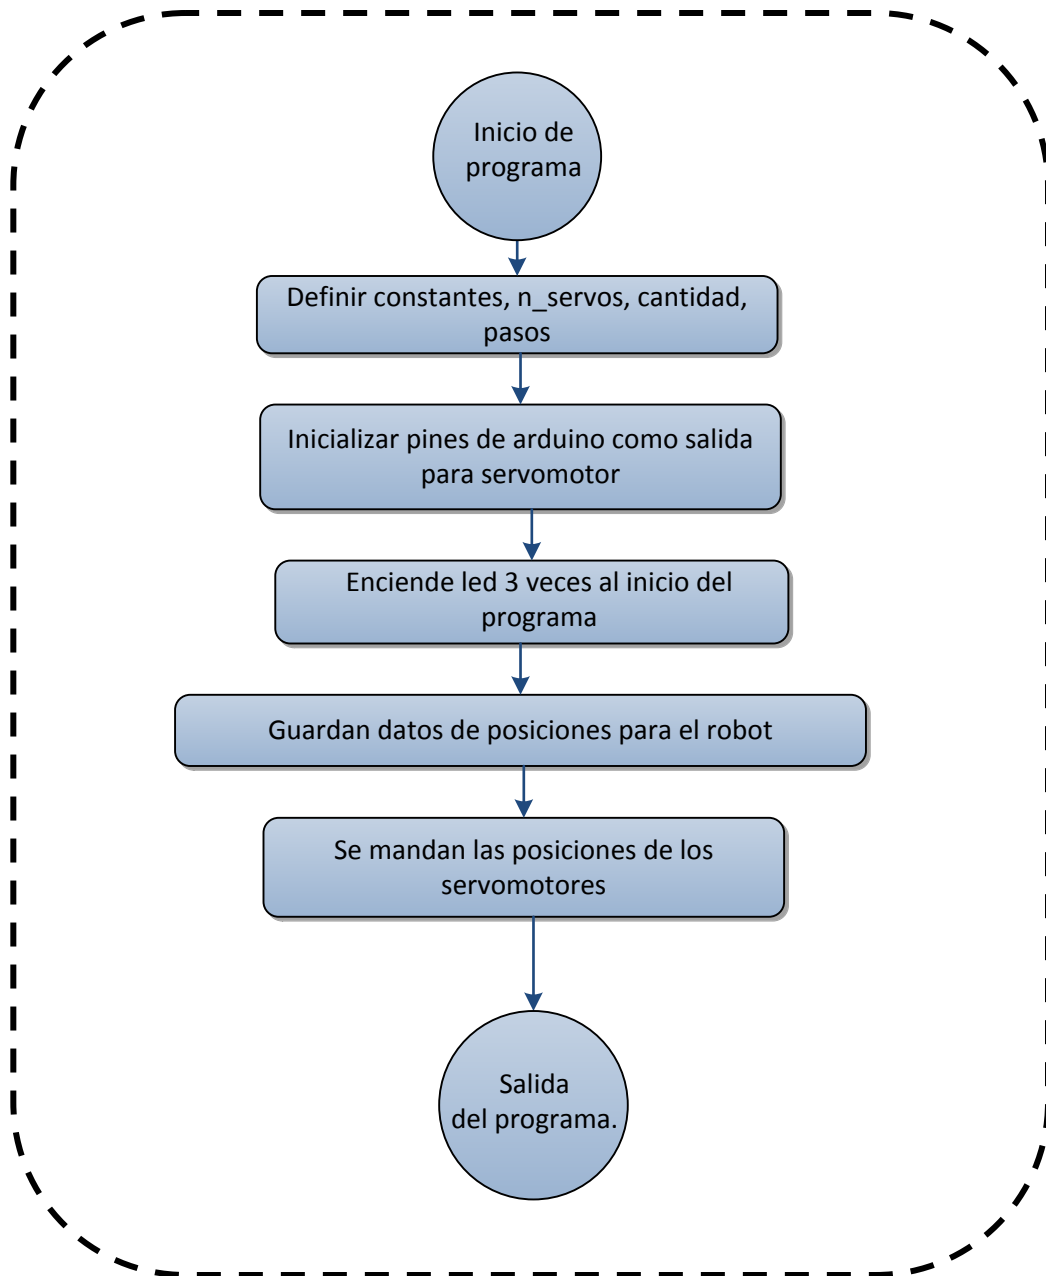 Inicio de
programa
Definir constantes, n_servos, cantidad,
pasos
Inicializar pines de arduino como salida
para servomotor
Enciende led 3 veces al inicio del
programa
Guardan datos de posiciones para el robot
Se mandan las posiciones de los
servomotores
Salida
del programa.